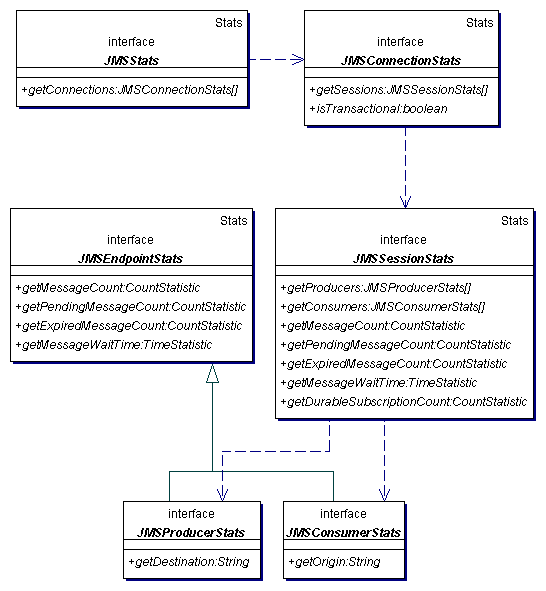 Stats
interface
JMSStats
+getConnections:JMSConnectionStats[]
Stats
interface
JMSConnectionStats
+getSessions:JMSSessionStats[]
+isTransactional:boolean
Stats
interface
JMSEndpointStats
+getMessageCount:CountStatistic
+getPendingMessageCount:CountStatistic
+getExpiredMessageCount:CountStatistic
+getMessageWaitTime:TimeStatistic
Stats
interface
JMSSessionStats
+getProducers:JMSProducerStats[]
+getConsumers:JMSConsumerStats[]
+getMessageCount:CountStatistic
+getPendingMessageCount:CountStatistic
+getExpiredMessageCount:CountStatistic
+getMessageWaitTime:TimeStatistic
+getDurableSubscriptionCount:CountStatistic
interface
JMSProducerStats
+getDestination:String
interface
JMSConsumerStats
+getOrigin:String